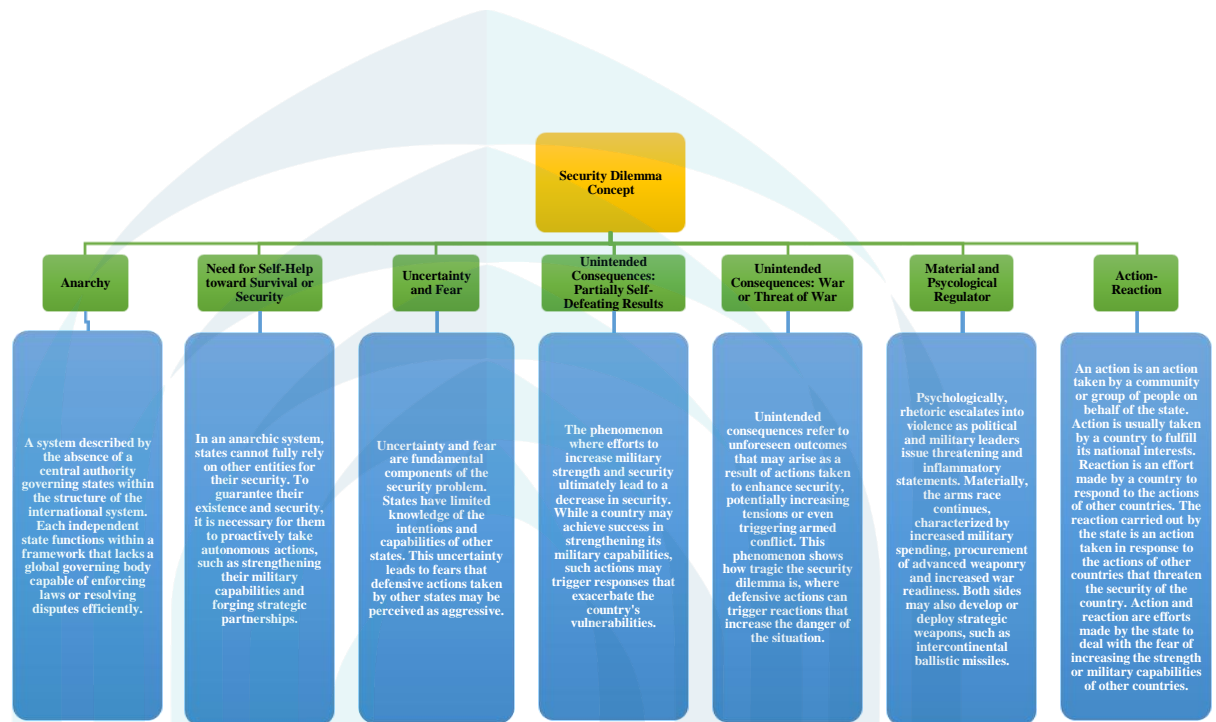 Security Dilemma
Concept
Anarchy
Need for Self-Help
toward Survival or
Security
Uncertainty
and Fear
Unintended
Consequences:
Partially Self-
Defeating Results
Unintended
Consequences: War
or Threat of War
Material and
Psycological
Regulator
Action-
Reaction
A system described by
the absence of a
central authority
governing states within
the structure of the
international system.
Each independent
state functions within a
framework that lacks a
global governing body
capable of enforcing
laws or resolving
disputes efficiently.
In an anarchic system,
states cannot fully rely
on other entities for
their security. To
guarantee their
existence and security,
it is necessary for them
to proactively take
autonomous actions,
such as strengthening
their military
capabilities and
forging strategic
partnerships.
Uncertainty and fear
are fundamental
components of the
security problem.
States have limited
knowledge of the
intentions and
capabilities of other
states. This uncertainty
leads to fears that
defensive actions taken
by other states may be
perceived as aggressive.
The phenomenon
where efforts to
increase military
strength and security
ultimately lead to a
decrease in security.
While a country may
achieve success in
strengthening its
military capabilities,
such actions may
trigger responses that
exacerbate the
country's
vulnerabilities.
Unintended
consequences refer to
unforeseen outcomes
that may arise as a
result of actions taken
to enhance security,
potentially increasing
tensions or even
triggering armed
conflict. This
phenomenon shows
how tragic the security
dilemma is, where
defensive actions can
trigger reactions that
increase the danger of
the situation.
Psychologically,
rhetoric escalates into
violence as political
and military leaders
issue threatening and
inflammatory
statements. Materially,
the arms race
continues,
characterized by
increased military
spending, procurement
of advanced weaponry
and increased war
readiness. Both sides
may also develop or
deploy strategic
weapons, such as
intercontinental
ballistic missiles.
An action is an action
taken by a community
or group of people on
behalf of the state.
Action is usually taken
by a country to fulfill
its national interests.
Reaction is an effort
made by a country to
respond to the actions
of other countries. The
reaction carried out by
the state is an action
taken in response to
the actions of other
countries that threaten
the security of the
country. Action and
reaction are efforts
made by the state to
deal with the fear of
increasing the strength
or military capabilities
of other countries.